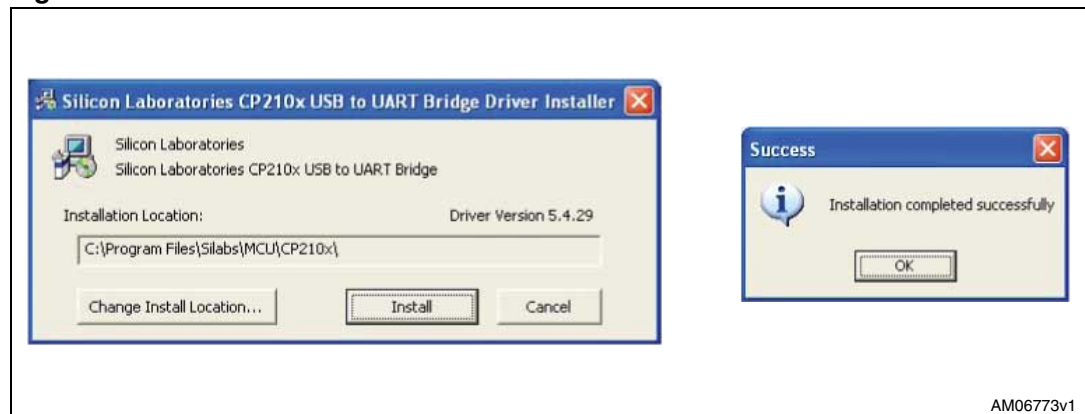 Silicon Laboratories CP210x USB to UART Bridge Driver Installer
Silicon Laboratories
Silicon Laboratories CP210x USB to UART Bridge
Installation Location:
Driver Version 5.4.29
C:\Program Files\Silabs\MCU\CP210x\
Change Install Location...
Install
Cancel
Success
Installation completed successfully
OK
AM06773v1